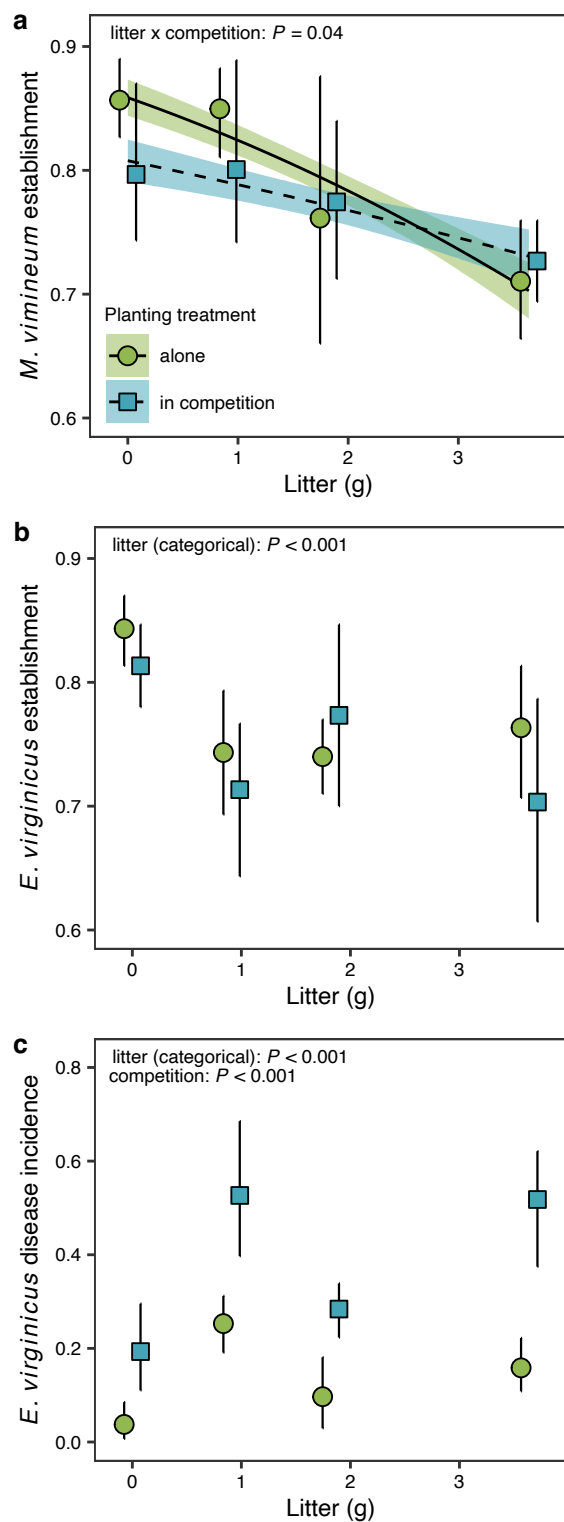 a
litter x competition: P = 0.04
M. vimineum establishment
0.9
0.8
0.7
0.6
Planting treatment
alone
in competition
0 1 2 3
Litter (g)
b
litter (categorical): P < 0.001
E. virginicus establishment
0.9
0.8
0.7
0.6
0 1 2 3
Litter (g)
c
litter (categorical): P < 0.001
competition: P < 0.001
E. virginicus disease incidence
0.8
0.6
0.4
0.2
0.0
0 1 2 3
Litter (g)